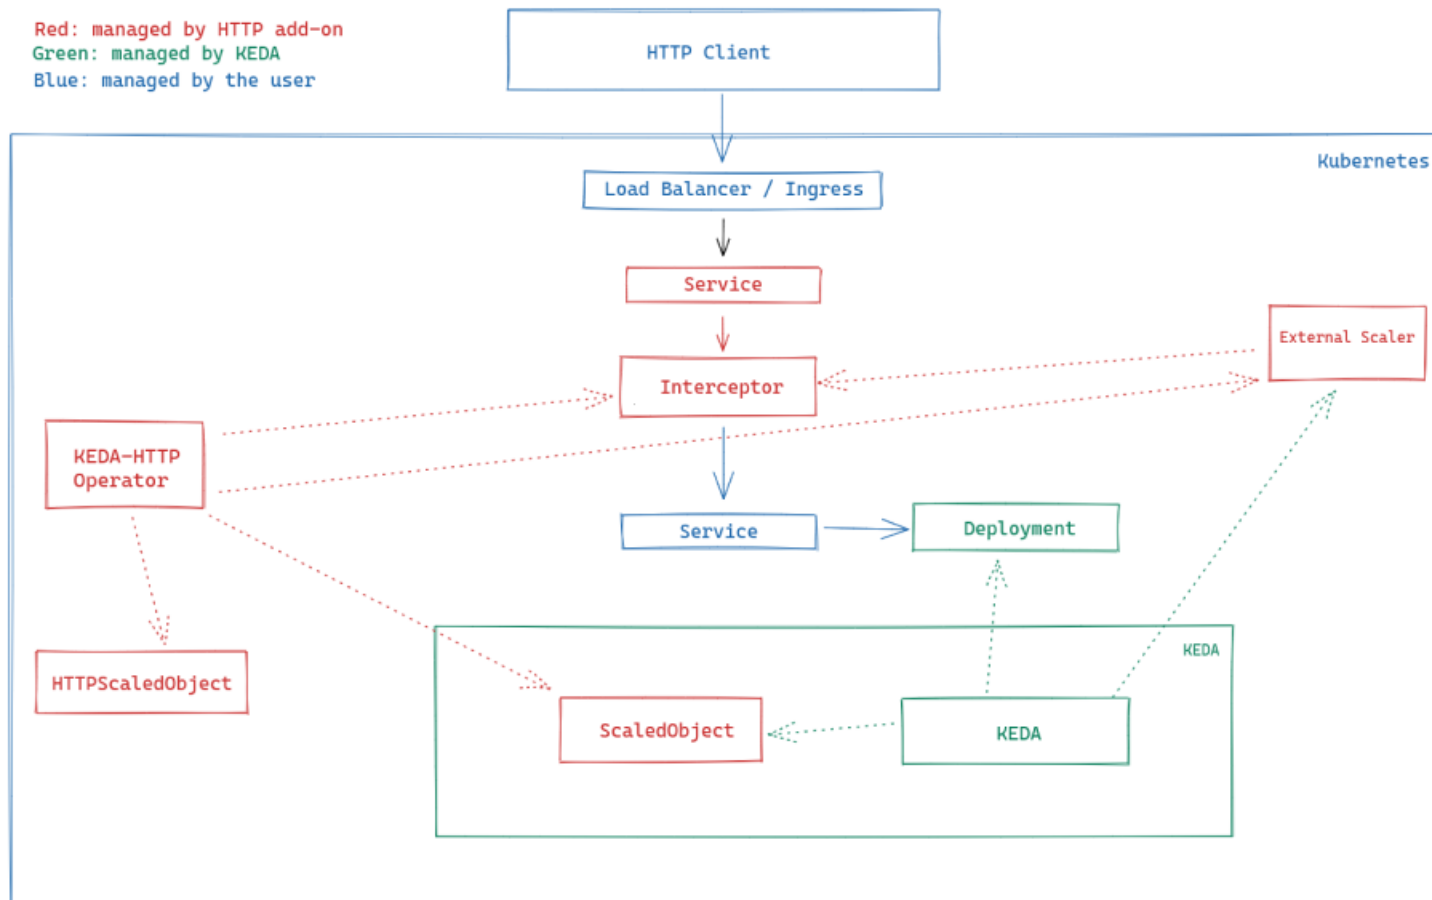 Red: managed by HTTP add-on
Green: managed by KEDA
Blue: managed by the user
HTTP Client
Kubernetes
Load Balancer / Ingress
Service
External Scaler
Interceptor
KEDA-HTTP
Operator
Service
Deployment
KEDA
HTTPScaledObject
ScaledObject
KEDA